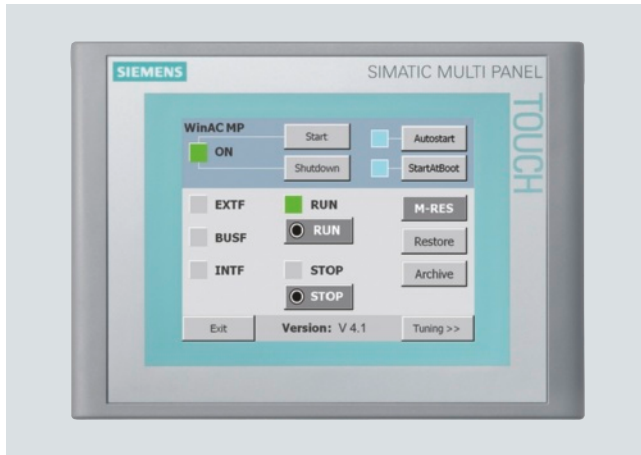 SIEMENS
SIMATIC MULTI PANEL
TOUCH
WinAC MP
ON
Start
Autostart
Shutdown
StartAtBoot
EXTF
RUN
M-RES
BUSF
RUN
Restore
INTF
STOP
Archive
STOP
Exit
Version: V 4.1
Tuning >>